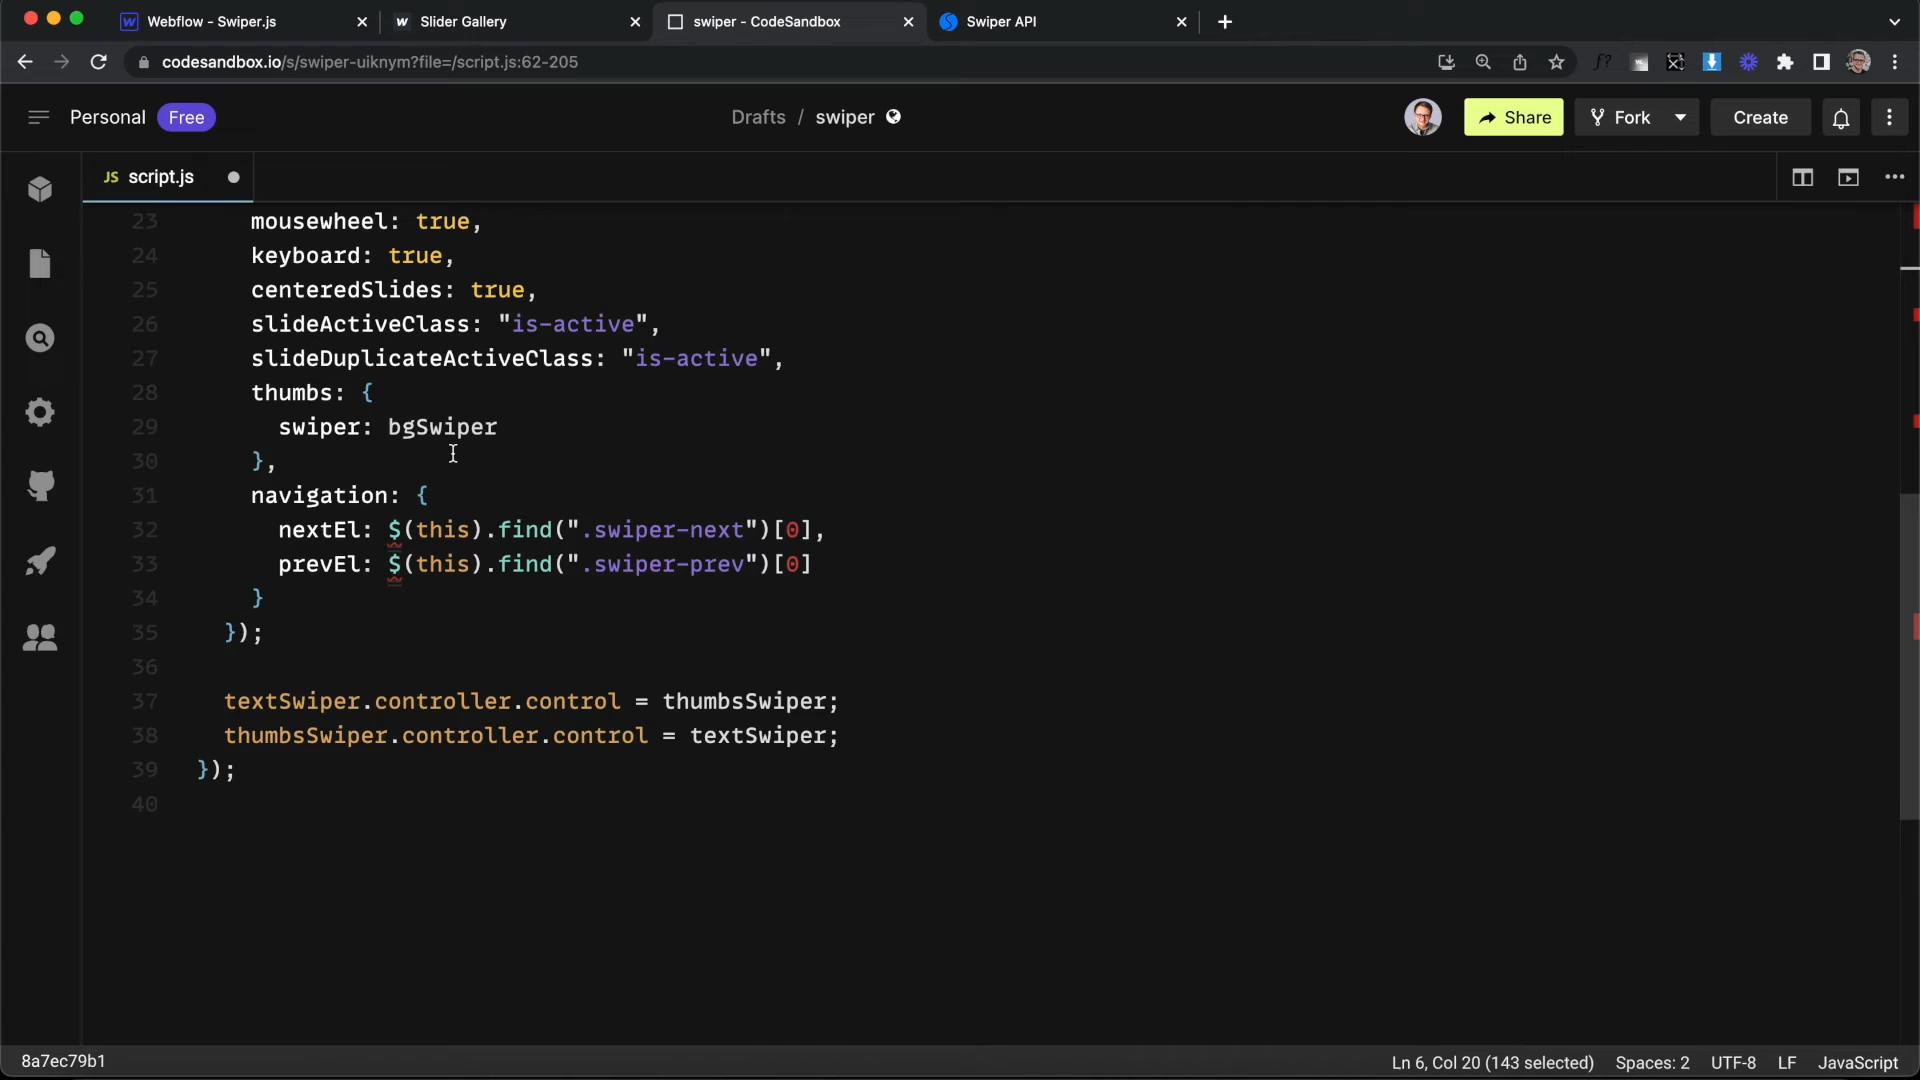 Webflow - Swiper.js
Slider Gallery
swiper - CodeSandbox
Swiper API
codesandbox.io/s/swiper-uiknym?file=/script.js:62-205
Personal
Free
Drafts / swiper
Share
Fork
Create
JS script.js
23 mousewheel: true,
24 keyboard: true,
25 centeredSlides: true,
26 slideActiveClass: "is-active",
27 slideDuplicateActiveClass: "is-active",
28 thumbs: {
29 swiper: bgSwiper
30 },
31 navigation: {
32 nextEl: $(this).find(".swiper-next")[0],
33 prevEl: $(this).find(".swiper-prev")[0]
34 }
35 });
36
37 textSwiper.controller.control = thumbsSwiper;
38 thumbsSwiper.controller.control = textSwiper;
39 });
40
8a7ec79b1
Ln 6, Col 20 (143 selected)
Spaces: 2
UTF-8
LF
JavaScript